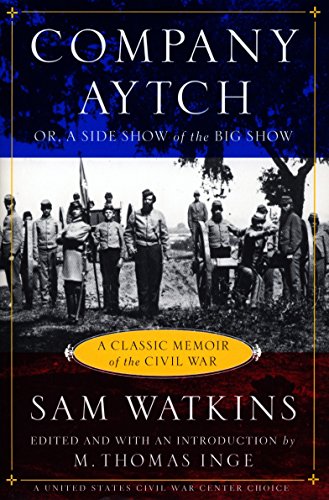 COMPANY
AYTCH
OR, A SIDE SHOW of the BIG SHOW
A CLASSIC MEMOIR
of the CIVIL WAR
SAM WATKINS
EDITED AND WITH AN INTRODUCTION by
M. THOMAS INGE
A UNITED STATES CIVIL WAR CENTER CHOICE